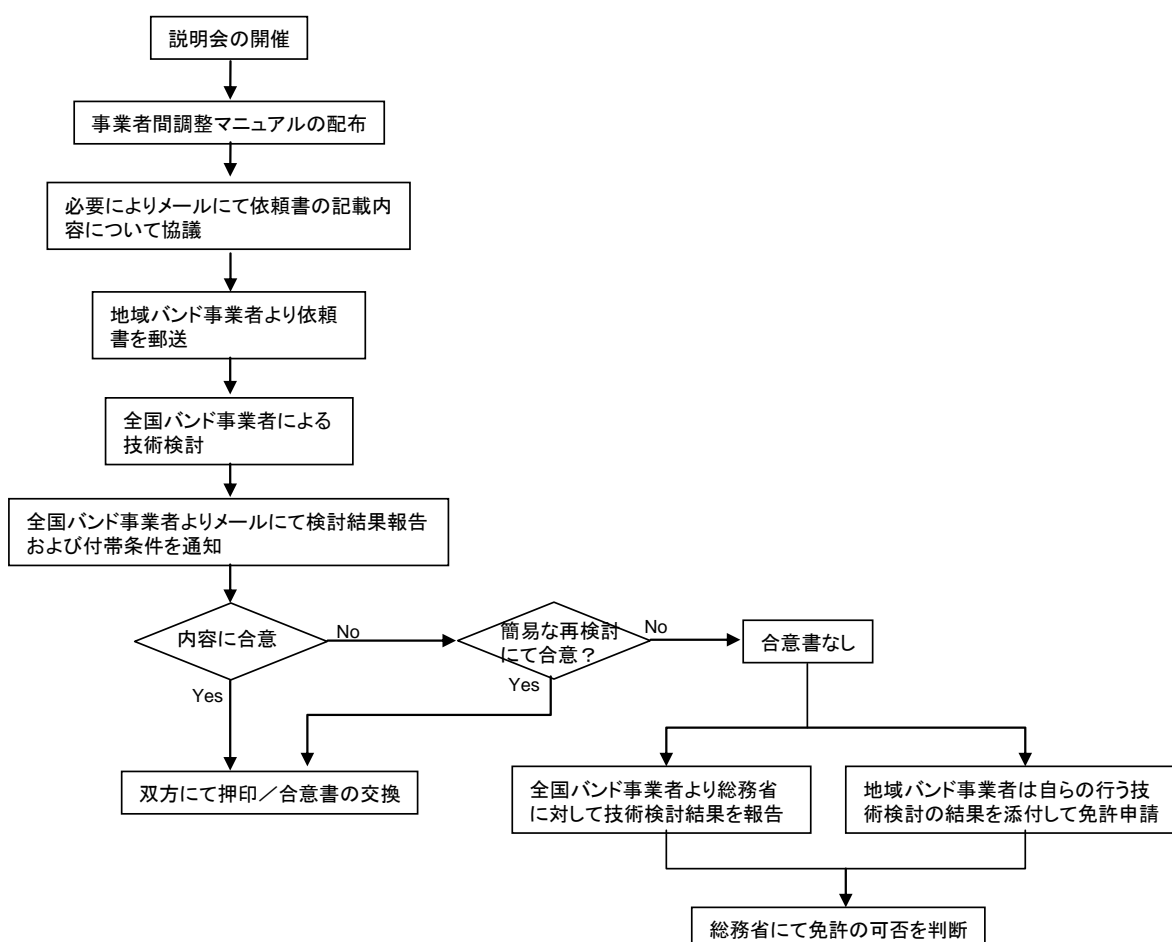 説明会の開催
事業者間調整マニュアルの配布
必要によりメールにて依頼書の記載内
容について協議
地域バンド事業者より依頼
書を郵送
全国バンド事業者による
技術検討
全国バンド事業者よりメールにて検討結果報告
および付帯条件を通知
内容に合意
No
簡易な再検討
にて合意？
No
合意書なし
Yes
Yes
双方にて押印／合意書の交換
全国バンド事業者より総務省
に対して技術検討結果を報告
地域バンド事業者は自らの行う技
術検討の結果を添付して免許申請
総務省にて免許の可否を判断